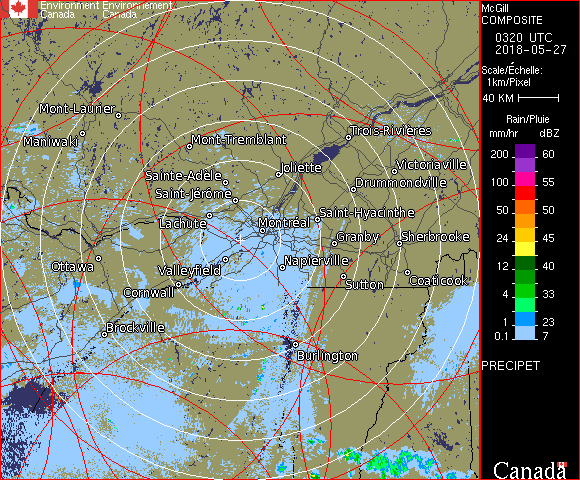 Environment Environnement
Canada Canada
McGill
COMPOSITE
0320 UTC
2018-05-27
Scale/Échelle:
1km/Pixel
40 KM
Rain/Pluie
mm/hr dBZ
200 60
100 55
50 50
24 45
12 40
4 33
1 23
0.1 7
PRECIPET
Canada
Mont-Laurier
Maniwaki
Mont-Tremblant
Trois-Rivières
Joliette
Victoriaville
Sainte-Adèle
Drummondville
Saint-Jérôme
Saint-Hyacinthe
Lachute
Montréal
Granby
Sherbrooke
Ottawa
Valleyfield
Napierville
Cornwall
Sutton
Coaticook
Brockville
Burlington